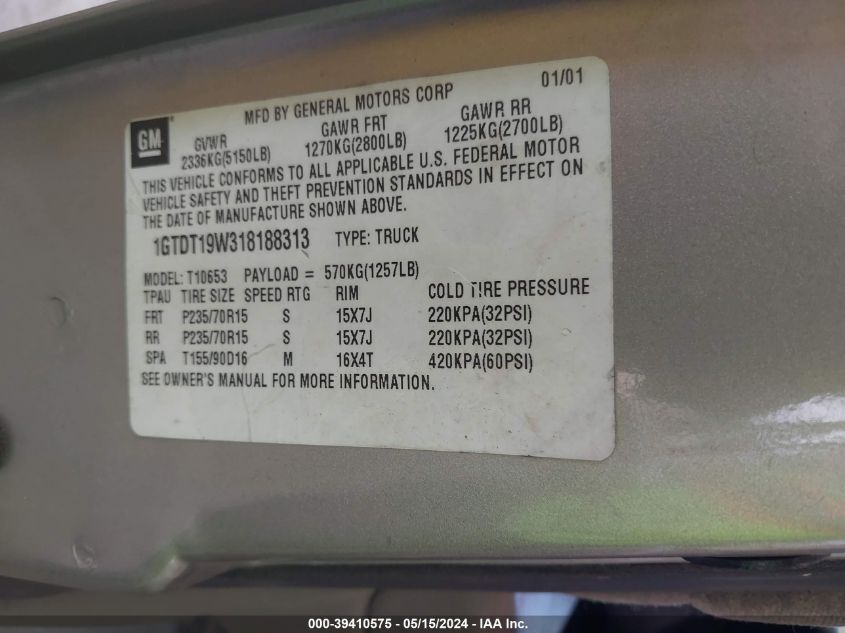 MFD BY GENERAL MOTORS CORP 01/01
GM
GVWR GAWR FRT GAWR RR
2336KG(5150LB) 1270KG(2800LB) 1225KG(2700LB)
THIS VEHICLE CONFORMS TO ALL APPLICABLE U.S. FEDERAL MOTOR
VEHICLE SAFETY AND THEFT PREVENTION STANDARDS IN EFFECT ON
THE DATE OF MANUFACTURE SHOWN ABOVE.
1GTDT19W318188313 TYPE: TRUCK
MODEL: T10653 PAYLOAD = 570KG(1257LB)
TPAU TIRE SIZE SPEED RTG RIM COLD TIRE PRESSURE
FRT P235/70R15 S 15X7J 220KPA(32PSI)
RR P235/70R15 S 15X7J 220KPA(32PSI)
SPA T155/90D16 M 16X4T 420KPA(60PSI)
SEE OWNER'S MANUAL FOR MORE INFORMATION.
000-39410575 - 05/15/2024 - IAA Inc.